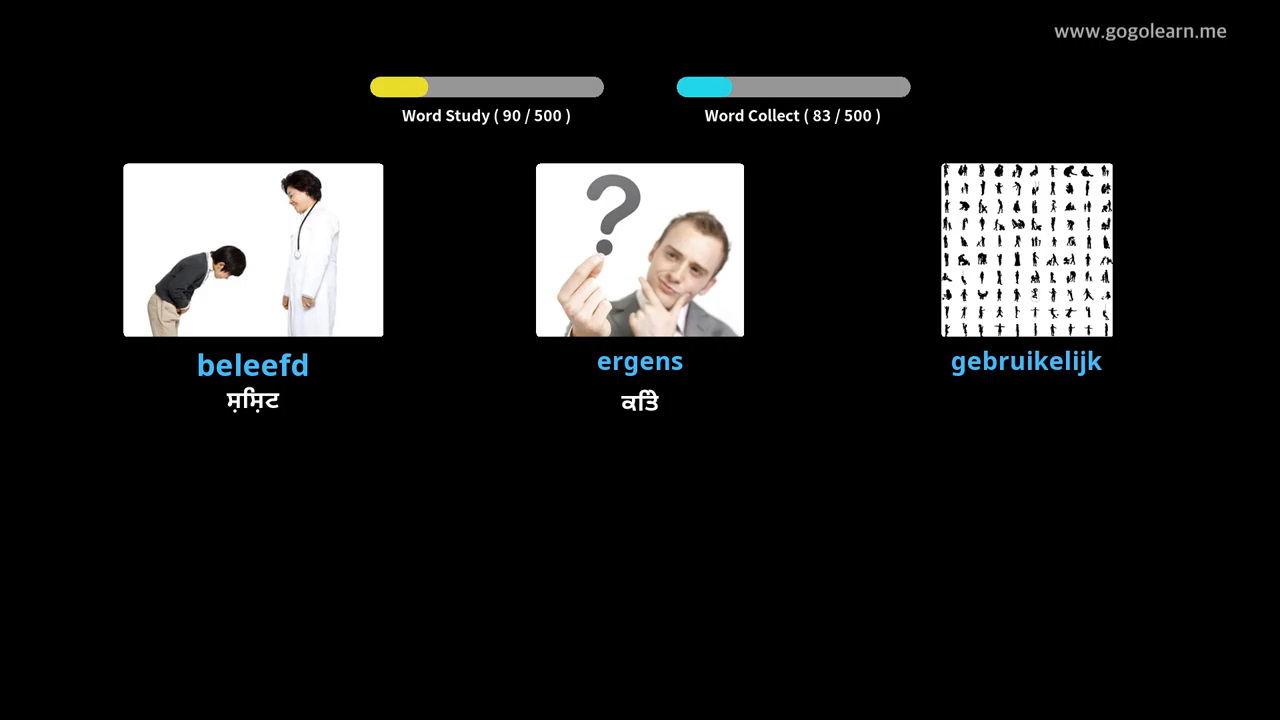 www.gogolearn.me
Word Study ( 90 / 500 )
Word Collect ( 83 / 500 )
beleefd
ਸ਼ਸ਼ਿਟ
ergens
ਕਤਿੇ
gebruikelijk